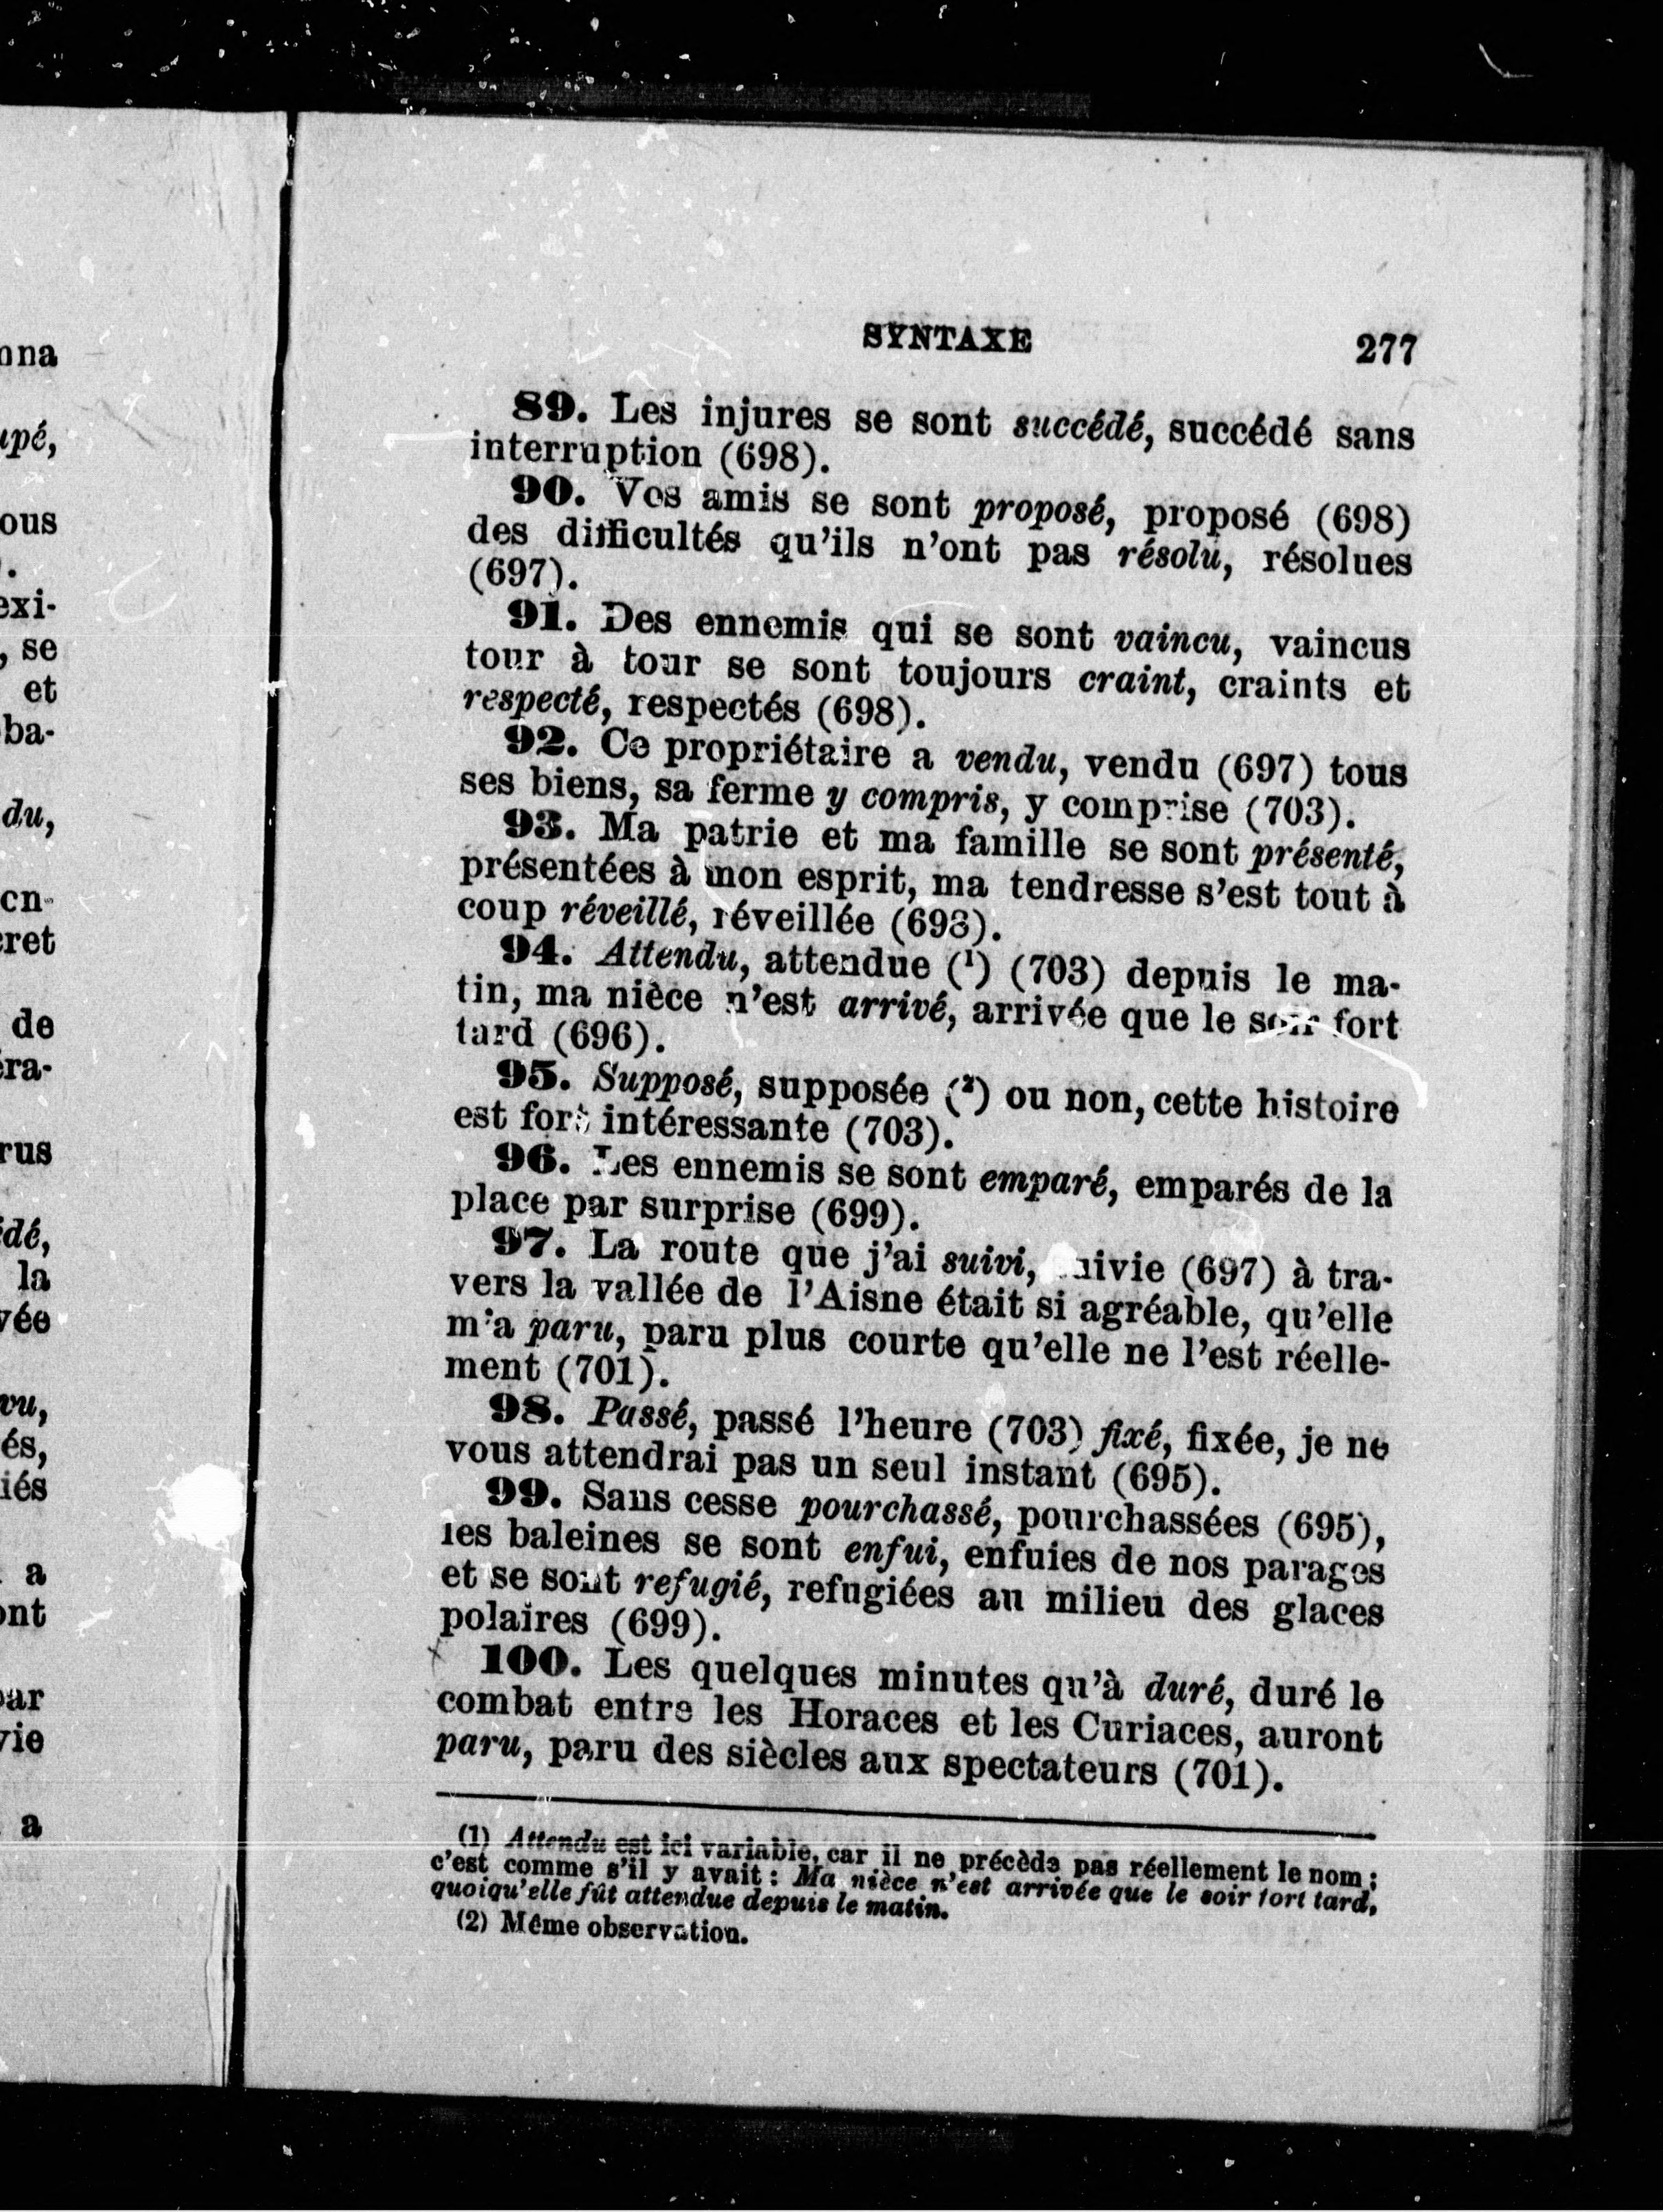 SYNTAXE 277
89. Les injures se sont succédé, succédé sans
interruption (698).
90. Vos amis se sont proposé, proposé (698)
des difficultés qu'ils n'ont pas résolu, résolues
(697).
91. Des ennemis qui se sont vaincu, vaincus
tour à tour se sont toujours craint, craints et
respecté, respectés (698).
92. Ce propriétaire a vendu, vendu (697) tous
ses biens, sa ferme y compris, y comprise (703).
93. Ma patrie et ma famille se sont présenté,
présentées à mon esprit, ma tendresse s'est tout à
coup réveillé, réveillée (698).
94. Attendu, attendue (1) (703) depuis le ma-
tin, ma nièce n'est arrivé, arrivée que le soir fort
tard (696).
95. Supposé, supposée (2) ou non, cette histoire
est fort intéressante (703).
96. Les ennemis se sont emparé, emparés de la
place par surprise (699).
97. La route que j'ai suivi, suivie (697) à tra-
vers la vallée de l'Aisne était si agréable, qu'elle
m'a paru, paru plus courte qu'elle ne l'est réelle-
ment (701).
98. Passé, passé l'heure (703) fixé, fixée, je ne
vous attendrai pas un seul instant (695).
99. Sans cesse pourchassé, pourchassées (695),
les baleines se sont enfui, enfuies de nos parages
et se sont refugié, refugiées au milieu des glaces
polaires (699).
100. Les quelques minutes qu'à duré, duré le
combat entre les Horaces et les Curiaces, auront
paru, paru des siècles aux spectateurs (701).
(1) Attendu est ici variable, car il ne précède pas réellement le nom ;
c'est comme s'il y avait : Ma nièce n'est arrivée que le soir fort tard,
quoiqu'elle fût attendue depuis le matin.
(2) Même observation.